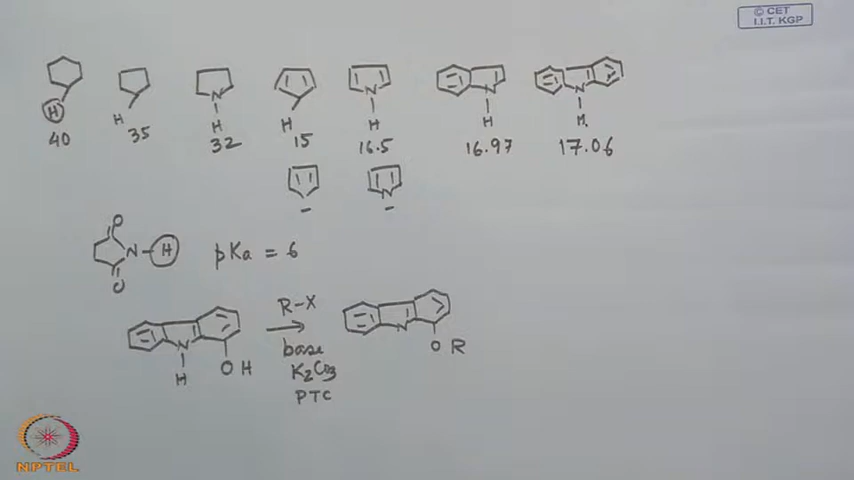 © CET
I.I.T. KGP
H H N H N N N
40 35 H 15 H H H
32 16.5 16.97 17.06
N
O
N - H pKa = 6
O
R-X
N N
base
H OH O R
K2CO3
PTC
NPTEL